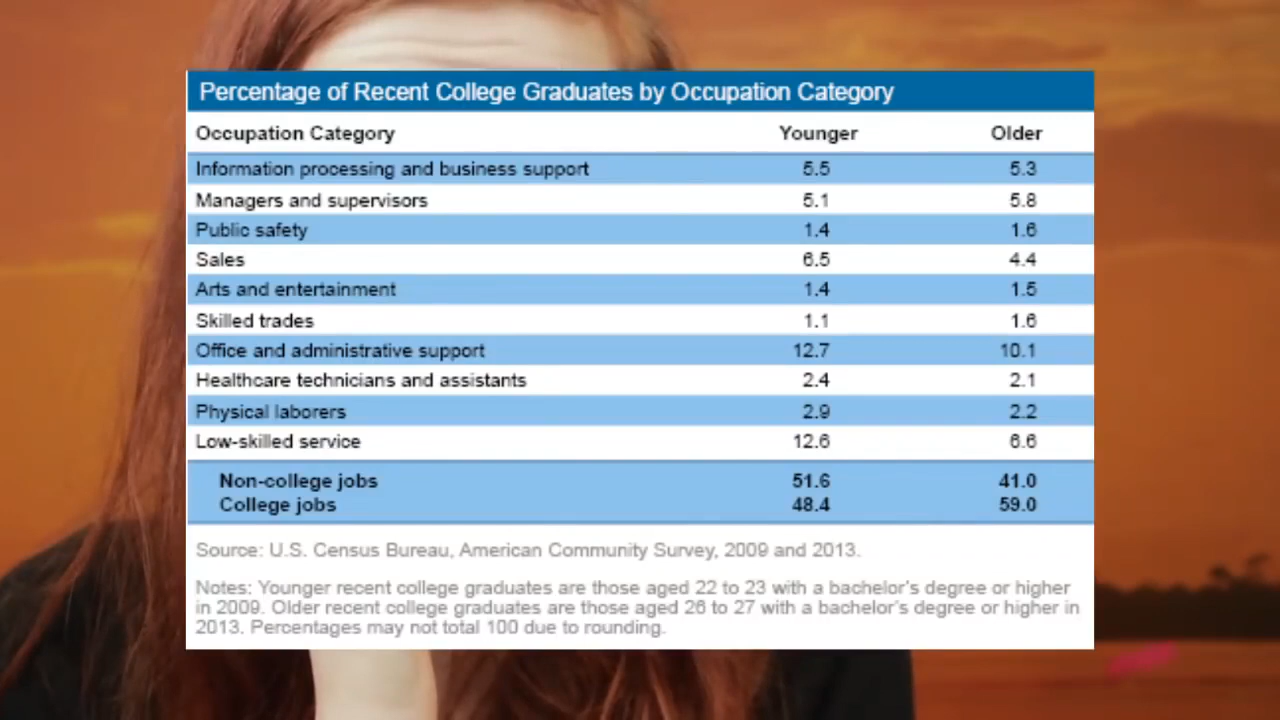 Percentage of Recent College Graduates by Occupation Category
Occupation Category Younger Older
Information processing and business support 5.5 5.3
Managers and supervisors 5.1 5.8
Public safety 1.4 1.6
Sales 6.5 4.4
Arts and entertainment 1.4 1.5
Skilled trades 1.1 1.6
Office and administrative support 12.7 10.1
Healthcare technicians and assistants 2.4 2.1
Physical laborers 2.9 2.2
Low-skilled service 12.6 6.6
Non-college jobs 51.6 41.0
College jobs 48.4 59.0
Source: U.S. Census Bureau, American Community Survey, 2009 and 2013.
Notes: Younger recent college graduates are those aged 22 to 23 with a bachelor's degree or higher
in 2009. Older recent college graduates are those aged 26 to 27 with a bachelor's degree or higher in
2013. Percentages may not total 100 due to rounding.